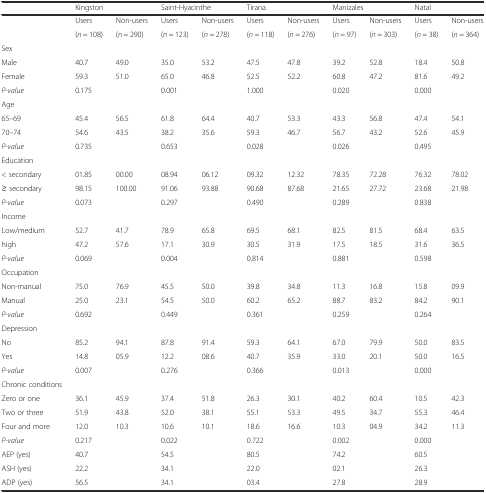 Kingston Saint-Hyacinthe Tirana Manizales Natal
Users Non-users Users Non-users Users Non-users Users Non-users Users Non-users
(n = 108) (n = 290) (n = 123) (n = 278) (n = 118) (n = 276) (n = 97) (n = 303) (n = 38) (n = 364)
Sex
Male 40.7 49.0 35.0 53.2 47.5 47.8 39.2 52.8 18.4 50.8
Female 59.3 51.0 65.0 46.8 52.5 52.2 60.8 47.2 81.6 49.2
P-value 0.175 0.001 1.000 0.020 0.000
Age
65–69 45.4 56.5 61.8 64.4 40.7 53.3 43.3 56.8 47.4 54.1
70–74 54.6 43.5 38.2 35.6 59.3 46.7 56.7 43.2 52.6 45.9
P-value 0.735 0.653 0.028 0.026 0.495
Education
< secondary 01.85 00.00 08.94 06.12 09.32 12.32 78.35 72.28 76.32 78.02
≥ secondary 98.15 100.00 91.06 93.88 90.68 87.68 21.65 27.72 23.68 21.98
P-value 0.073 0.297 0.490 0.289 0.838
Income
Low/medium 52.7 41.7 78.9 65.8 69.5 68.1 82.5 81.5 68.4 63.5
high 47.2 57.6 17.1 30.9 30.5 31.9 17.5 18.5 31.6 36.5
P-value 0.069 0.004 0.814 0.881 0.598
Occupation
Non-manual 75.0 76.9 45.5 50.0 39.8 34.8 11.3 16.8 15.8 09.9
Manual 25.0 23.1 54.5 50.0 60.2 65.2 88.7 83.2 84.2 90.1
P-value 0.692 0.449 0.361 0.259 0.264
Depression
No 85.2 94.1 87.8 91.4 59.3 64.1 67.0 79.9 50.0 83.5
Yes 14.8 05.9 12.2 08.6 40.7 35.9 33.0 20.1 50.0 16.5
P-value 0.007 0.276 0.366 0.013 0.000
Chronic conditions
Zero or one 36.1 45.9 37.4 51.8 26.3 30.1 40.2 60.4 10.5 42.3
Two or three 51.9 43.8 52.0 38.1 55.1 53.3 49.5 34.7 55.3 46.4
Four and more 12.0 10.3 10.6 10.1 18.6 16.6 10.3 04.9 34.2 11.3
P-value 0.217 0.022 0.722 0.002 0.000
AEP (yes) 40.7 54.5 80.5 74.2 60.5
ASH (yes) 22.2 34.1 22.0 02.1 26.3
ADP (yes) 56.5 34.1 03.4 27.8 28.9